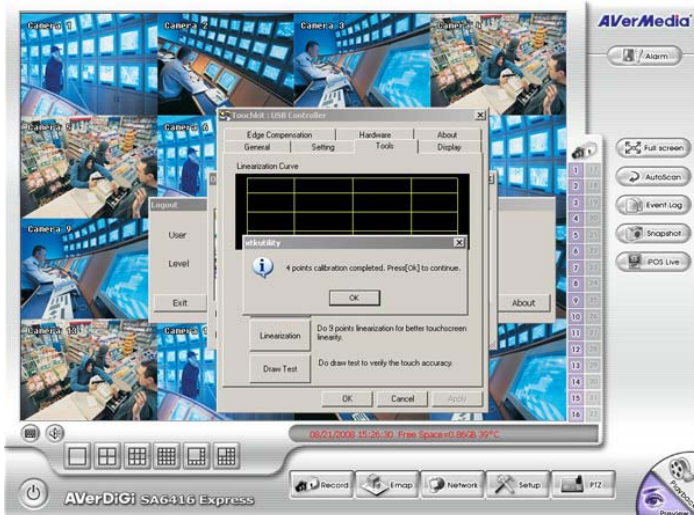 Camera 1
Camera 2
Camera 3
Camera 4
AVerMedia
Alarm
Touchkit : USB Controller
Edge Compensation
Hardware
About
General
Setting
Tools
Display
Linearization Curve
Camera 5
Camera 6
Full screen
AutoScan
Event Log
Snapshot
POS Live
Logout
User
Level
Exit
About
xtkutility
4 points calibration completed. Press[Ok] to continue.
OK
Camera 9
Linearization
Do 9 points linearization for better touchscreen
linearity.
Draw Test
Do draw test to verify the touch accuracy.
OK
Cancel
Apply
Camera 13
1
2
3
4
5
6
7
8
9
10
11
12
13
14
15
16
08/21/2008 15:26:30 Free Space=0.86GB 39°C
AVerDiGi SA6416 Express
Record
Emap
Network
Setup
PTZ
Playback
Preview